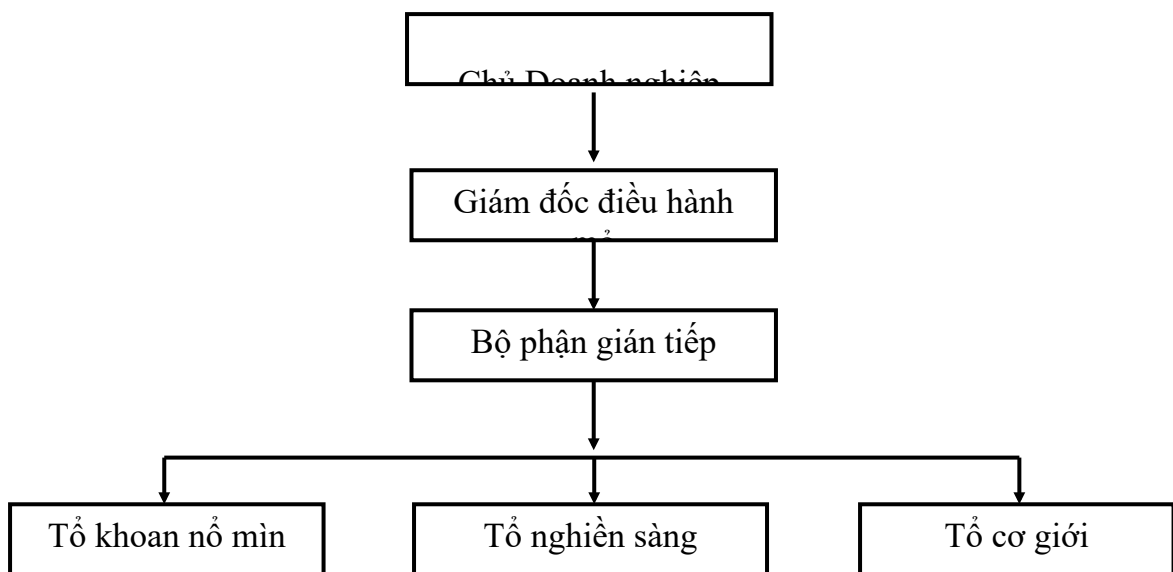 Chủ Doanh nghiệp
Giám đốc điều hành
mỏ
Bộ phận gián tiếp
Tổ khoan nổ mìn
Tổ nghiền sàng
Tổ cơ giới